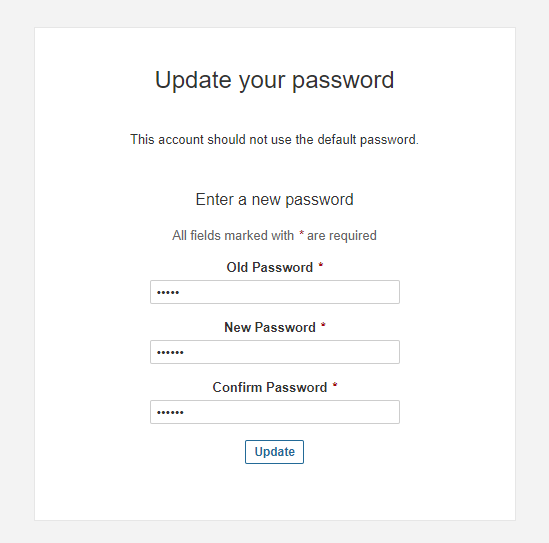 Update your password
This account should not use the default password.
Enter a new password
All fields marked with * are required
Old Password *
•••••
New Password *
••••••
Confirm Password *
••••••
Update